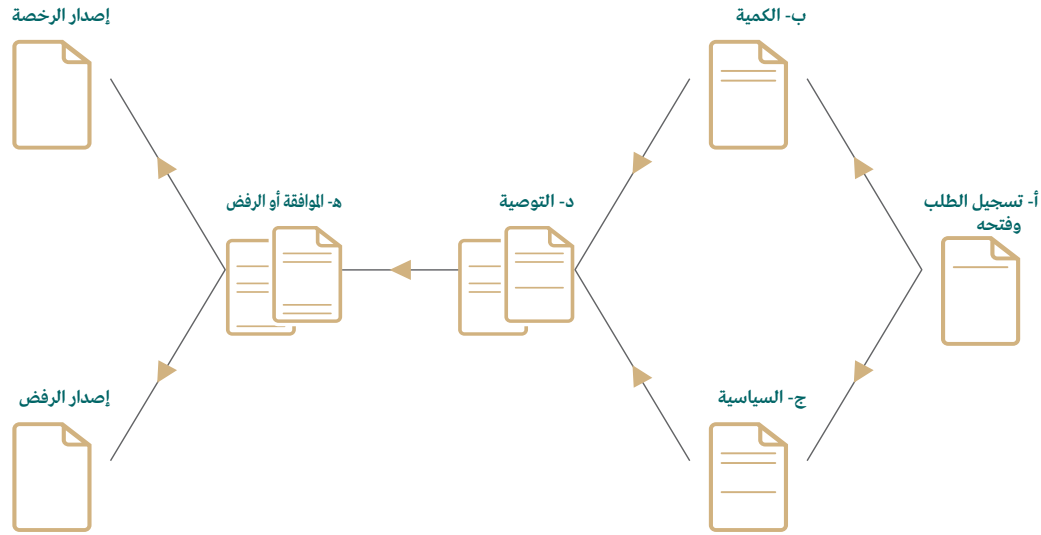 أ- تسجيل الطلب
وفتحه
ب- الكمية
ج- السياسية
د- التوصية
ه- الموافقة أو الرفض
إصدار الرخصة
إصدار الرفض